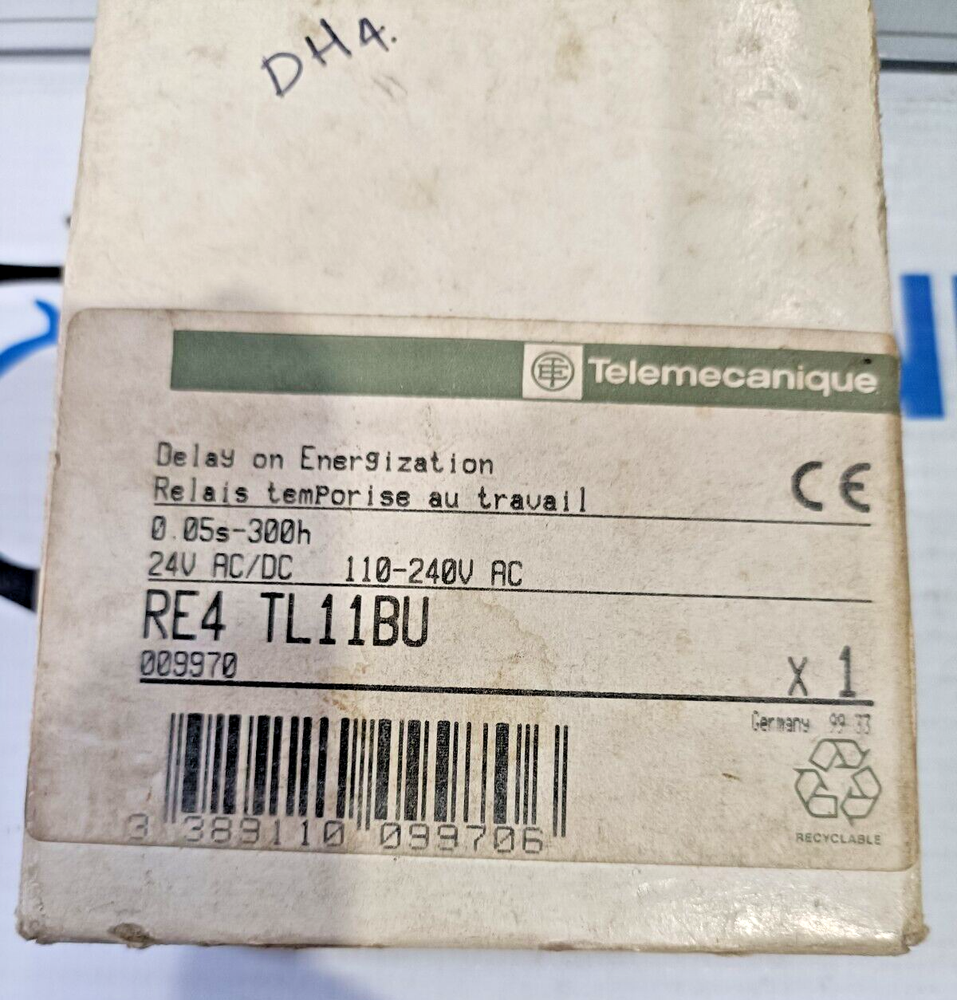 DH4.
Telemecanique
Delay on Energization
Relais temporise au travail
0.05s-300h
24V AC/DC 110-240V AC
RE4 TL11BU
009970
x 1
Germany 99 33
3 389110 099706
RECYCLABLE
CE